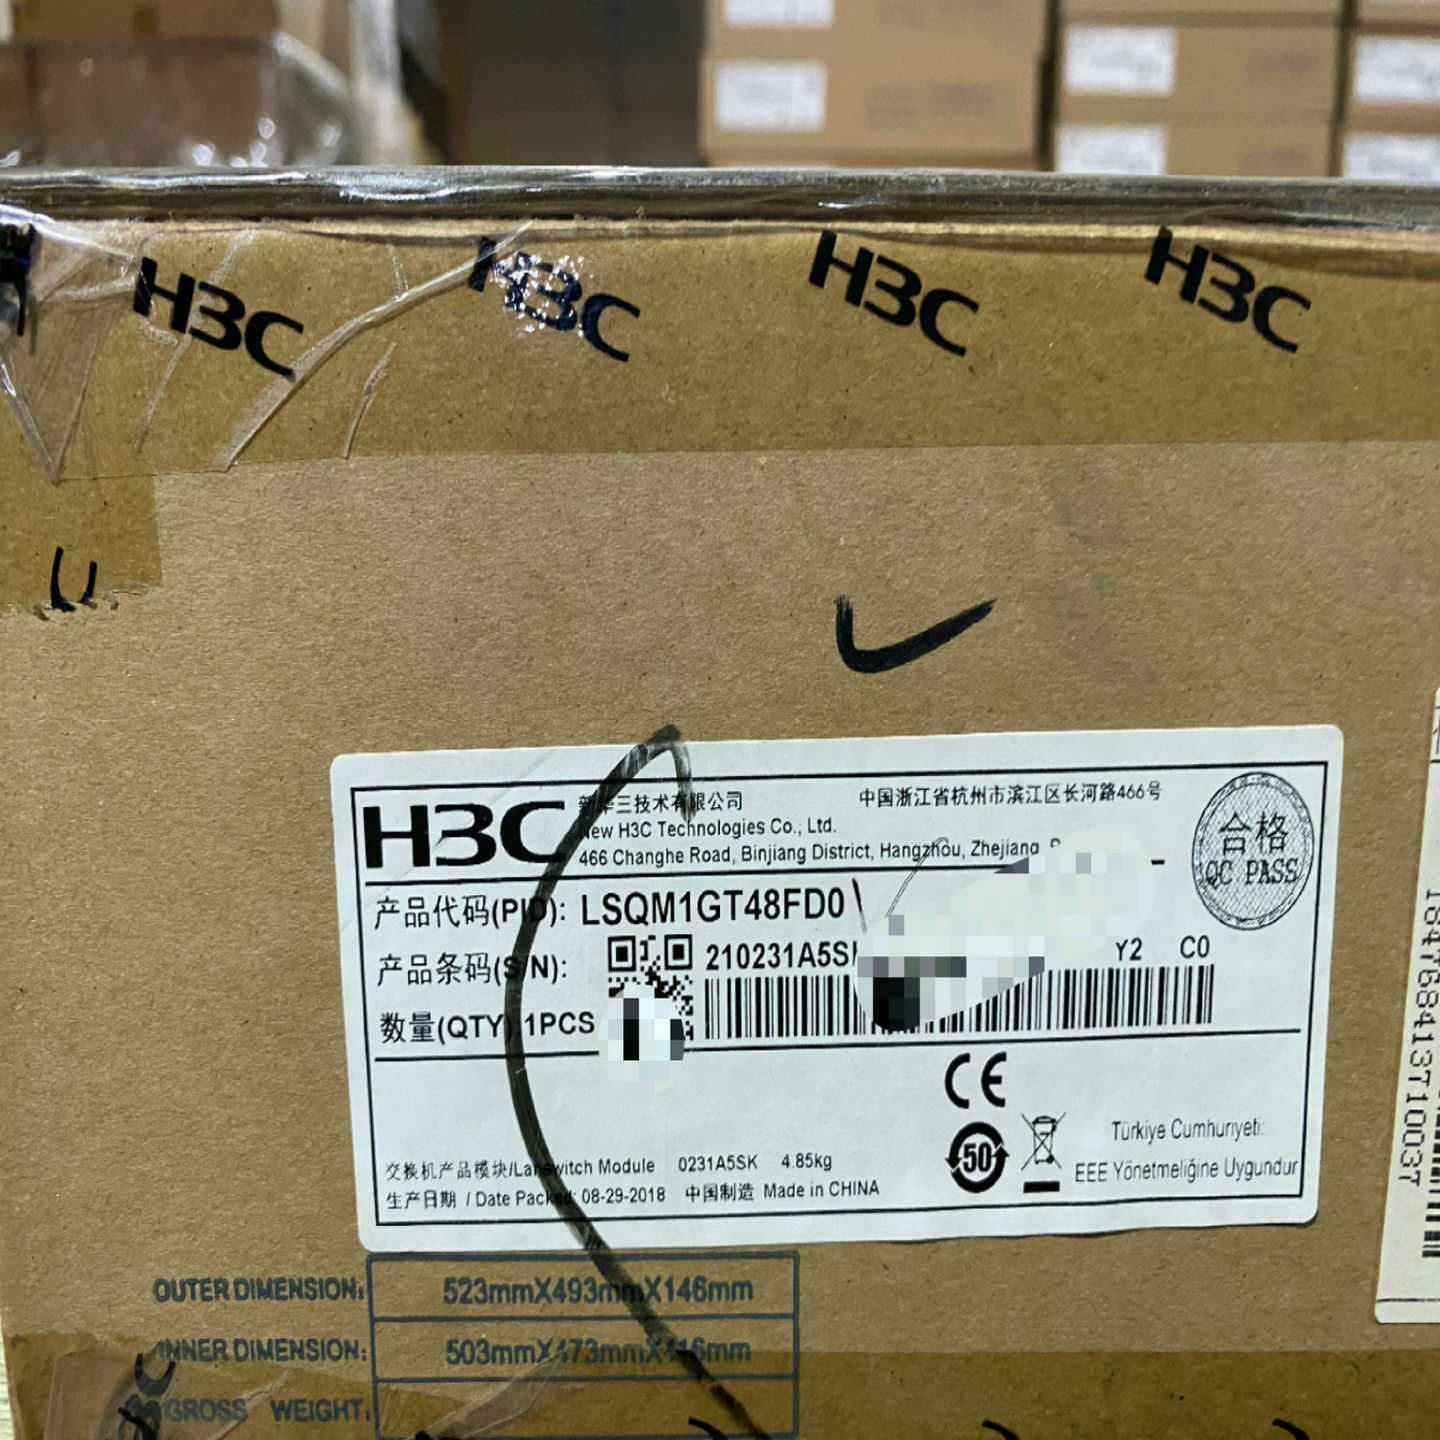 H3C H3C H3C H3C
H3C
新华三技术有限公司
中国浙江省杭州市滨江区长河路466号
New H3C Technologies Co., Ltd.
466 Changhe Road, Binjiang District, Hangzhou, Zhejiang,
合格
QC PASS
产品代码(PID): LSQM1GT48FD0
产品条码(S/N): 210231A5S Y2 C0
数量(QTY):1PCS
CE
50
Türkiye Cumhuriyeti:
EEE Yönetmeliğine Uygundur
交换机产品模块/Lanswitch Module 0231A5SK 4.85kg
生产日期 / Date Packed: 08-29-2018 中国制造 Made in CHINA
OUTER DIMENSION: 523mmX493mmX146mm
INNER DIMENSION: 503mmX473mmX116mm
GROSS WEIGHT: